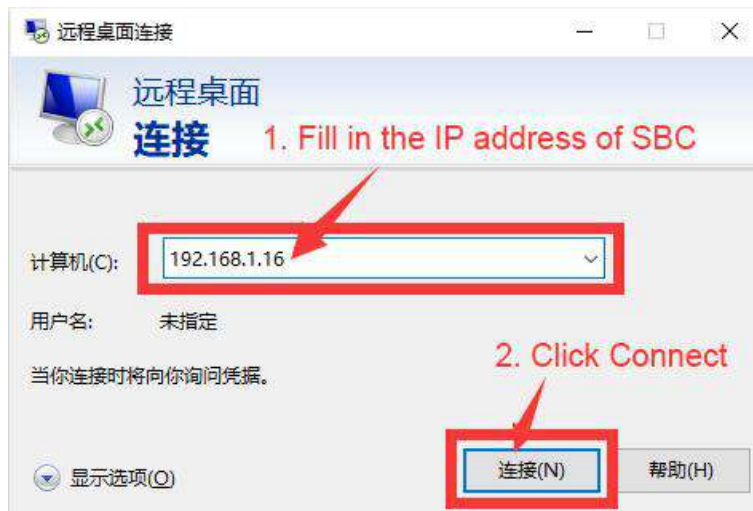 远程桌面连接
远程桌面
连接
1. Fill in the IP address of SBC
计算机(C):
192.168.1.16
用户名:
未指定
2. Click Connect
当你连接时将向你询问凭据。
显示选项(O)
连接(N)
帮助(H)